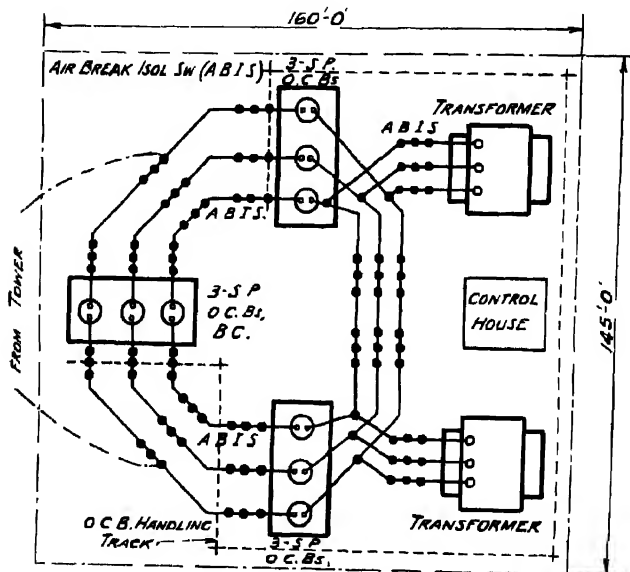 160'-0"
AIR BREAK ISOL SW (A B I S)
3-S P.
O.C.Bs
TRANSFORMER
A B I S
A B I S.
3-S P
O C.Bs,
B C.
FROM TOWER
CONTROL
HOUSE
145'-0"
A B I S
O C B. HANDLING
TRACK
3-S P
O C. Bs.
TRANSFORMER